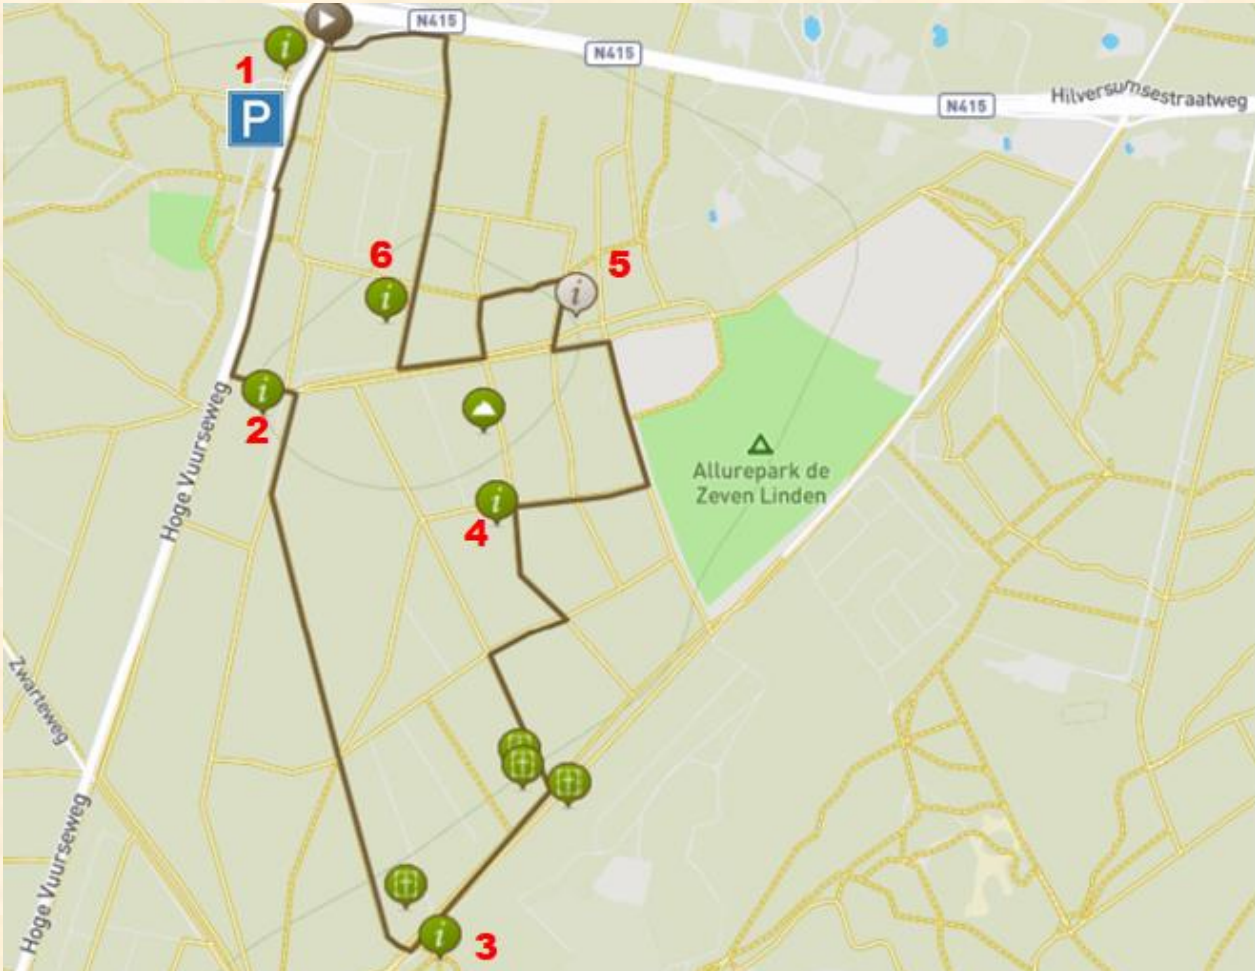 N415
N415
N415
Hilversumsestraatweg
1
P
6
5
2
Hoge Vuurseweg
4
Allurepark de
Zeven Linden
Zwarteweg
Hoge Vuurseweg
3
i
i
i
i
i
i